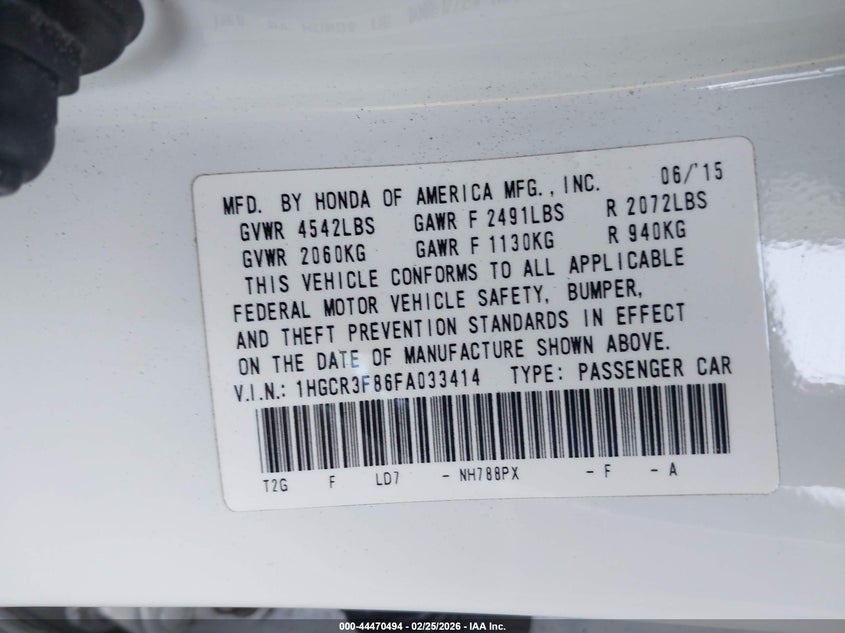 MFD. BY HONDA OF AMERICA MFG., INC. 06/'15
GVWR 4542LBS GAWR F 2491LBS R 2072LBS
GVWR 2060KG GAWR F 1130KG R 940KG
THIS VEHICLE CONFORMS TO ALL APPLICABLE
FEDERAL MOTOR VEHICLE SAFETY, BUMPER,
AND THEFT PREVENTION STANDARDS IN EFFECT
ON THE DATE OF MANUFACTURE SHOWN ABOVE.
V.I.N.: 1HGCR3F86FA033414 TYPE: PASSENGER CAR
T2G F LD7 - NH788PX - F - A
000-44470494 - 02/25/2026 - IAA Inc.